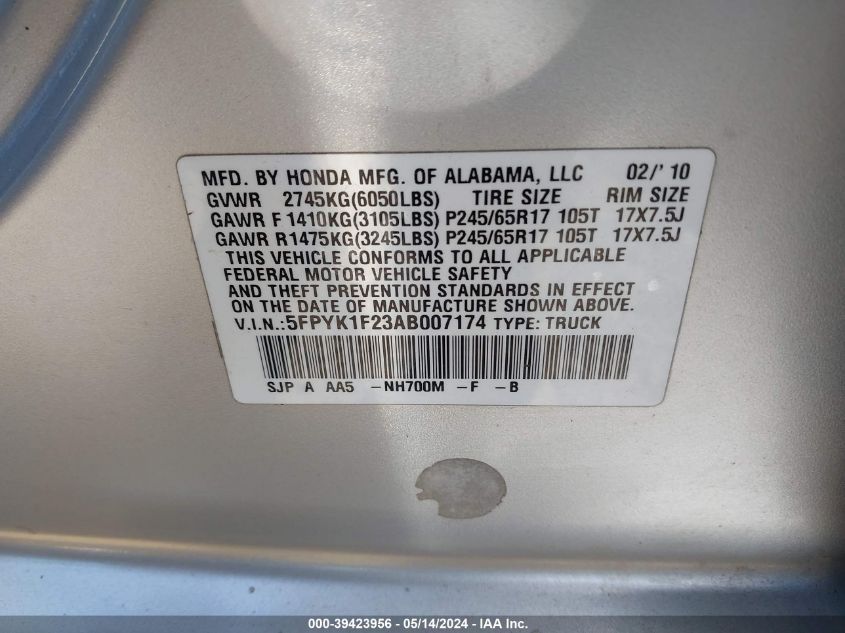 MFD. BY HONDA MFG. OF ALABAMA, LLC 02/' 10
GVWR 2745KG(6050LBS) TIRE SIZE RIM SIZE
GAWR F 1410KG(3105LBS) P245/65R17 105T 17X7.5J
GAWR R1475KG(3245LBS) P245/65R17 105T 17X7.5J
THIS VEHICLE CONFORMS TO ALL APPLICABLE
FEDERAL MOTOR VEHICLE SAFETY
AND THEFT PREVENTION STANDARDS IN EFFECT
ON THE DATE OF MANUFACTURE SHOWN ABOVE.
V.I.N.:5FPYK1F23AB007174 TYPE: TRUCK
SJP A AA5 -NH700M -F -B
000-39423956 - 05/14/2024 - IAA Inc.